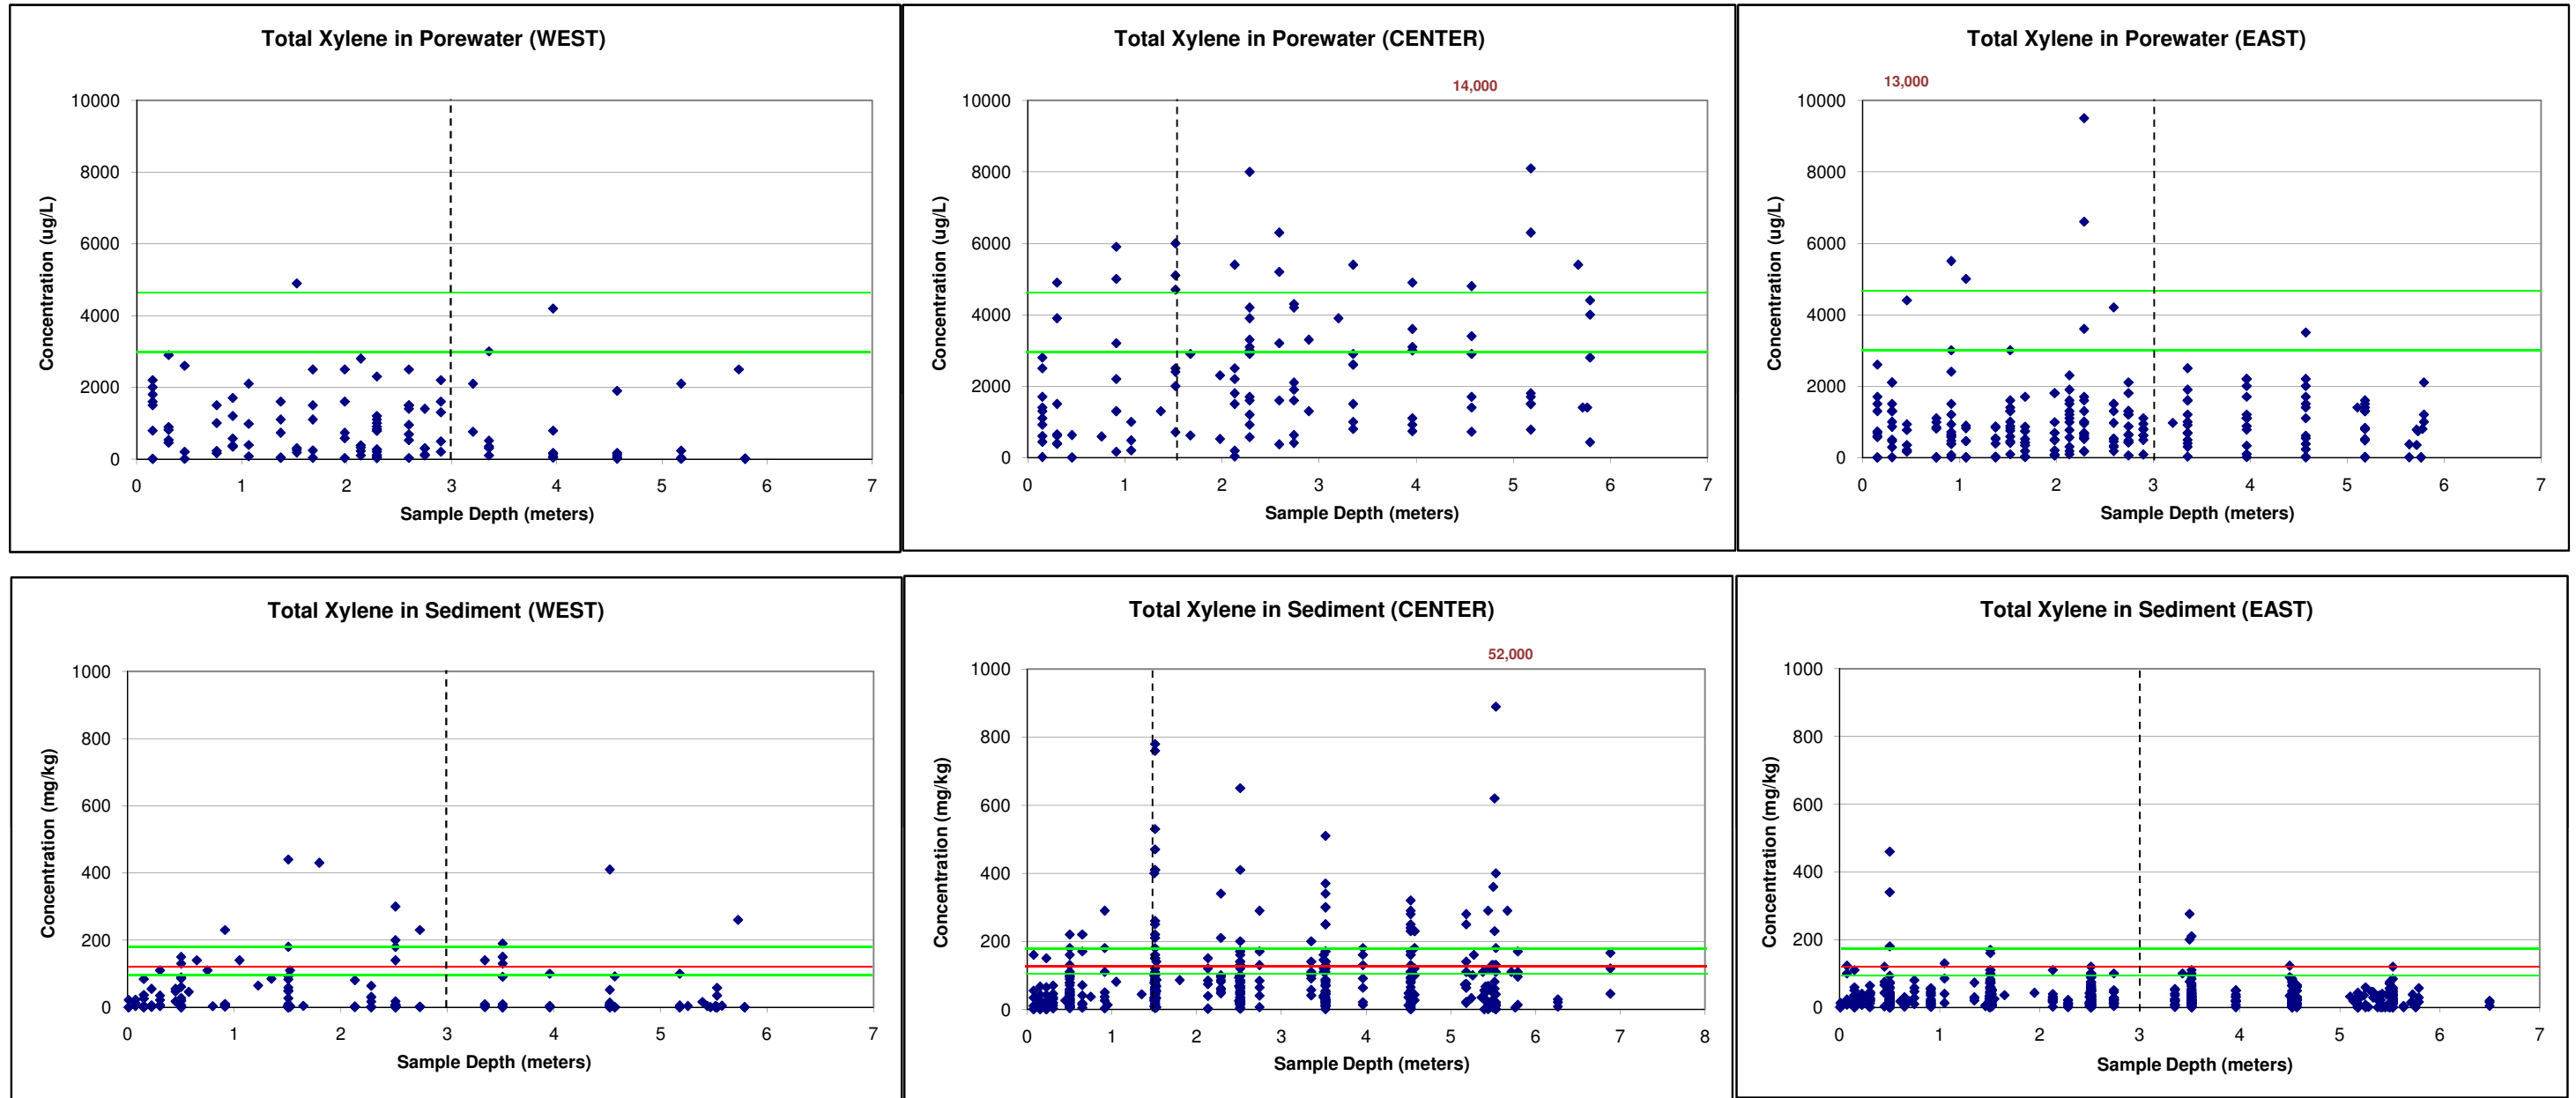 Total Xylene in Porewater (WEST)
10000
8000
6000
4000
2000
0
Concentration (ug/L)
0 1 2 3 4 5 6 7
Sample Depth (meters)
Total Xylene in Porewater (CENTER)
14,000
10000
8000
6000
4000
2000
0
Concentration (ug/L)
0 1 2 3 4 5 6 7
Sample Depth (meters)
Total Xylene in Porewater (EAST)
13,000
10000
8000
6000
4000
2000
0
Concentration (ug/L)
0 1 2 3 4 5 6 7
Sample Depth (meters)
Total Xylene in Sediment (WEST)
1000
800
600
400
200
0
Concentration (mg/kg)
0 1 2 3 4 5 6 7
Sample Depth (meters)
Total Xylene in Sediment (CENTER)
52,000
1000
800
600
400
200
0
Concentration (mg/kg)
0 1 2 3 4 5 6 7 8
Sample Depth (meters)
Total Xylene in Sediment (EAST)
1000
800
600
400
200
0
Concentration (mg/kg)
0 1 2 3 4 5 6 7
Sample Depth (meters)